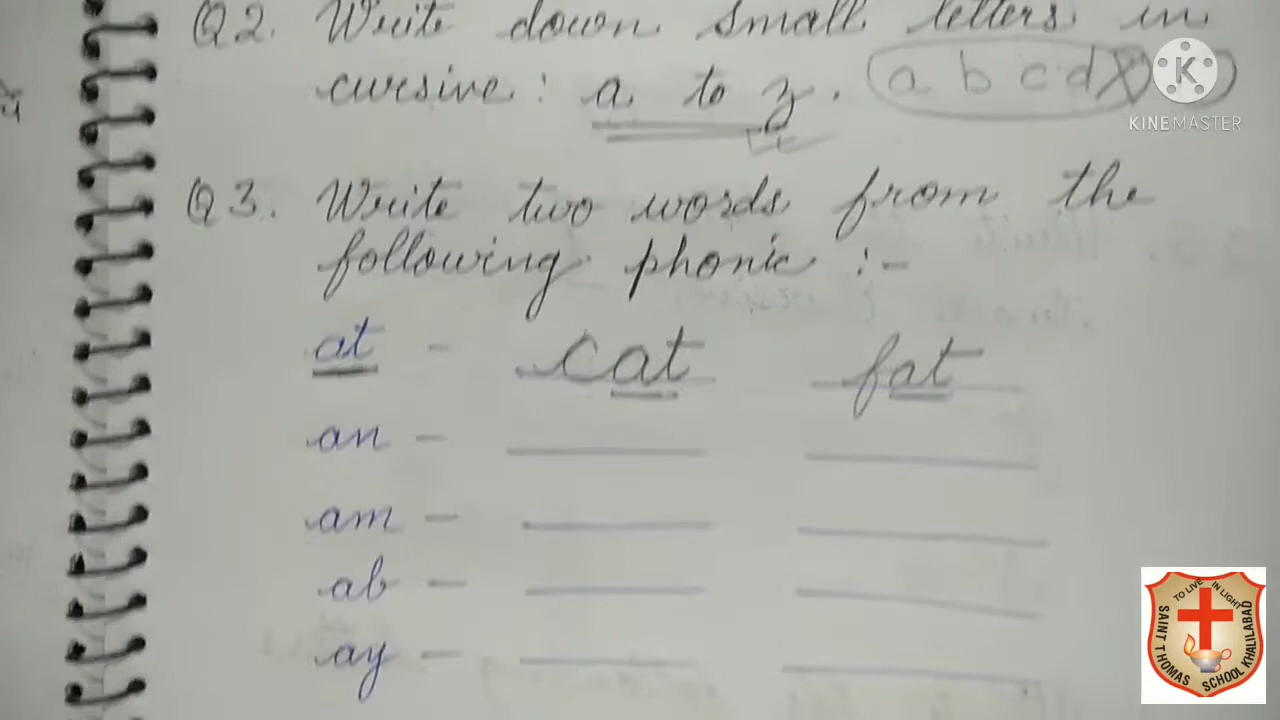 Q2. Write down small letters in
cursive : a to z. a b c d
KINEMASTER
Q3. Write two words from the
following phonic :-
at - cat fat
an -
am -
ab -
ay -
TO LIVE IN LIGHT
SAINT THOMAS SCHOOL KHALILABAD